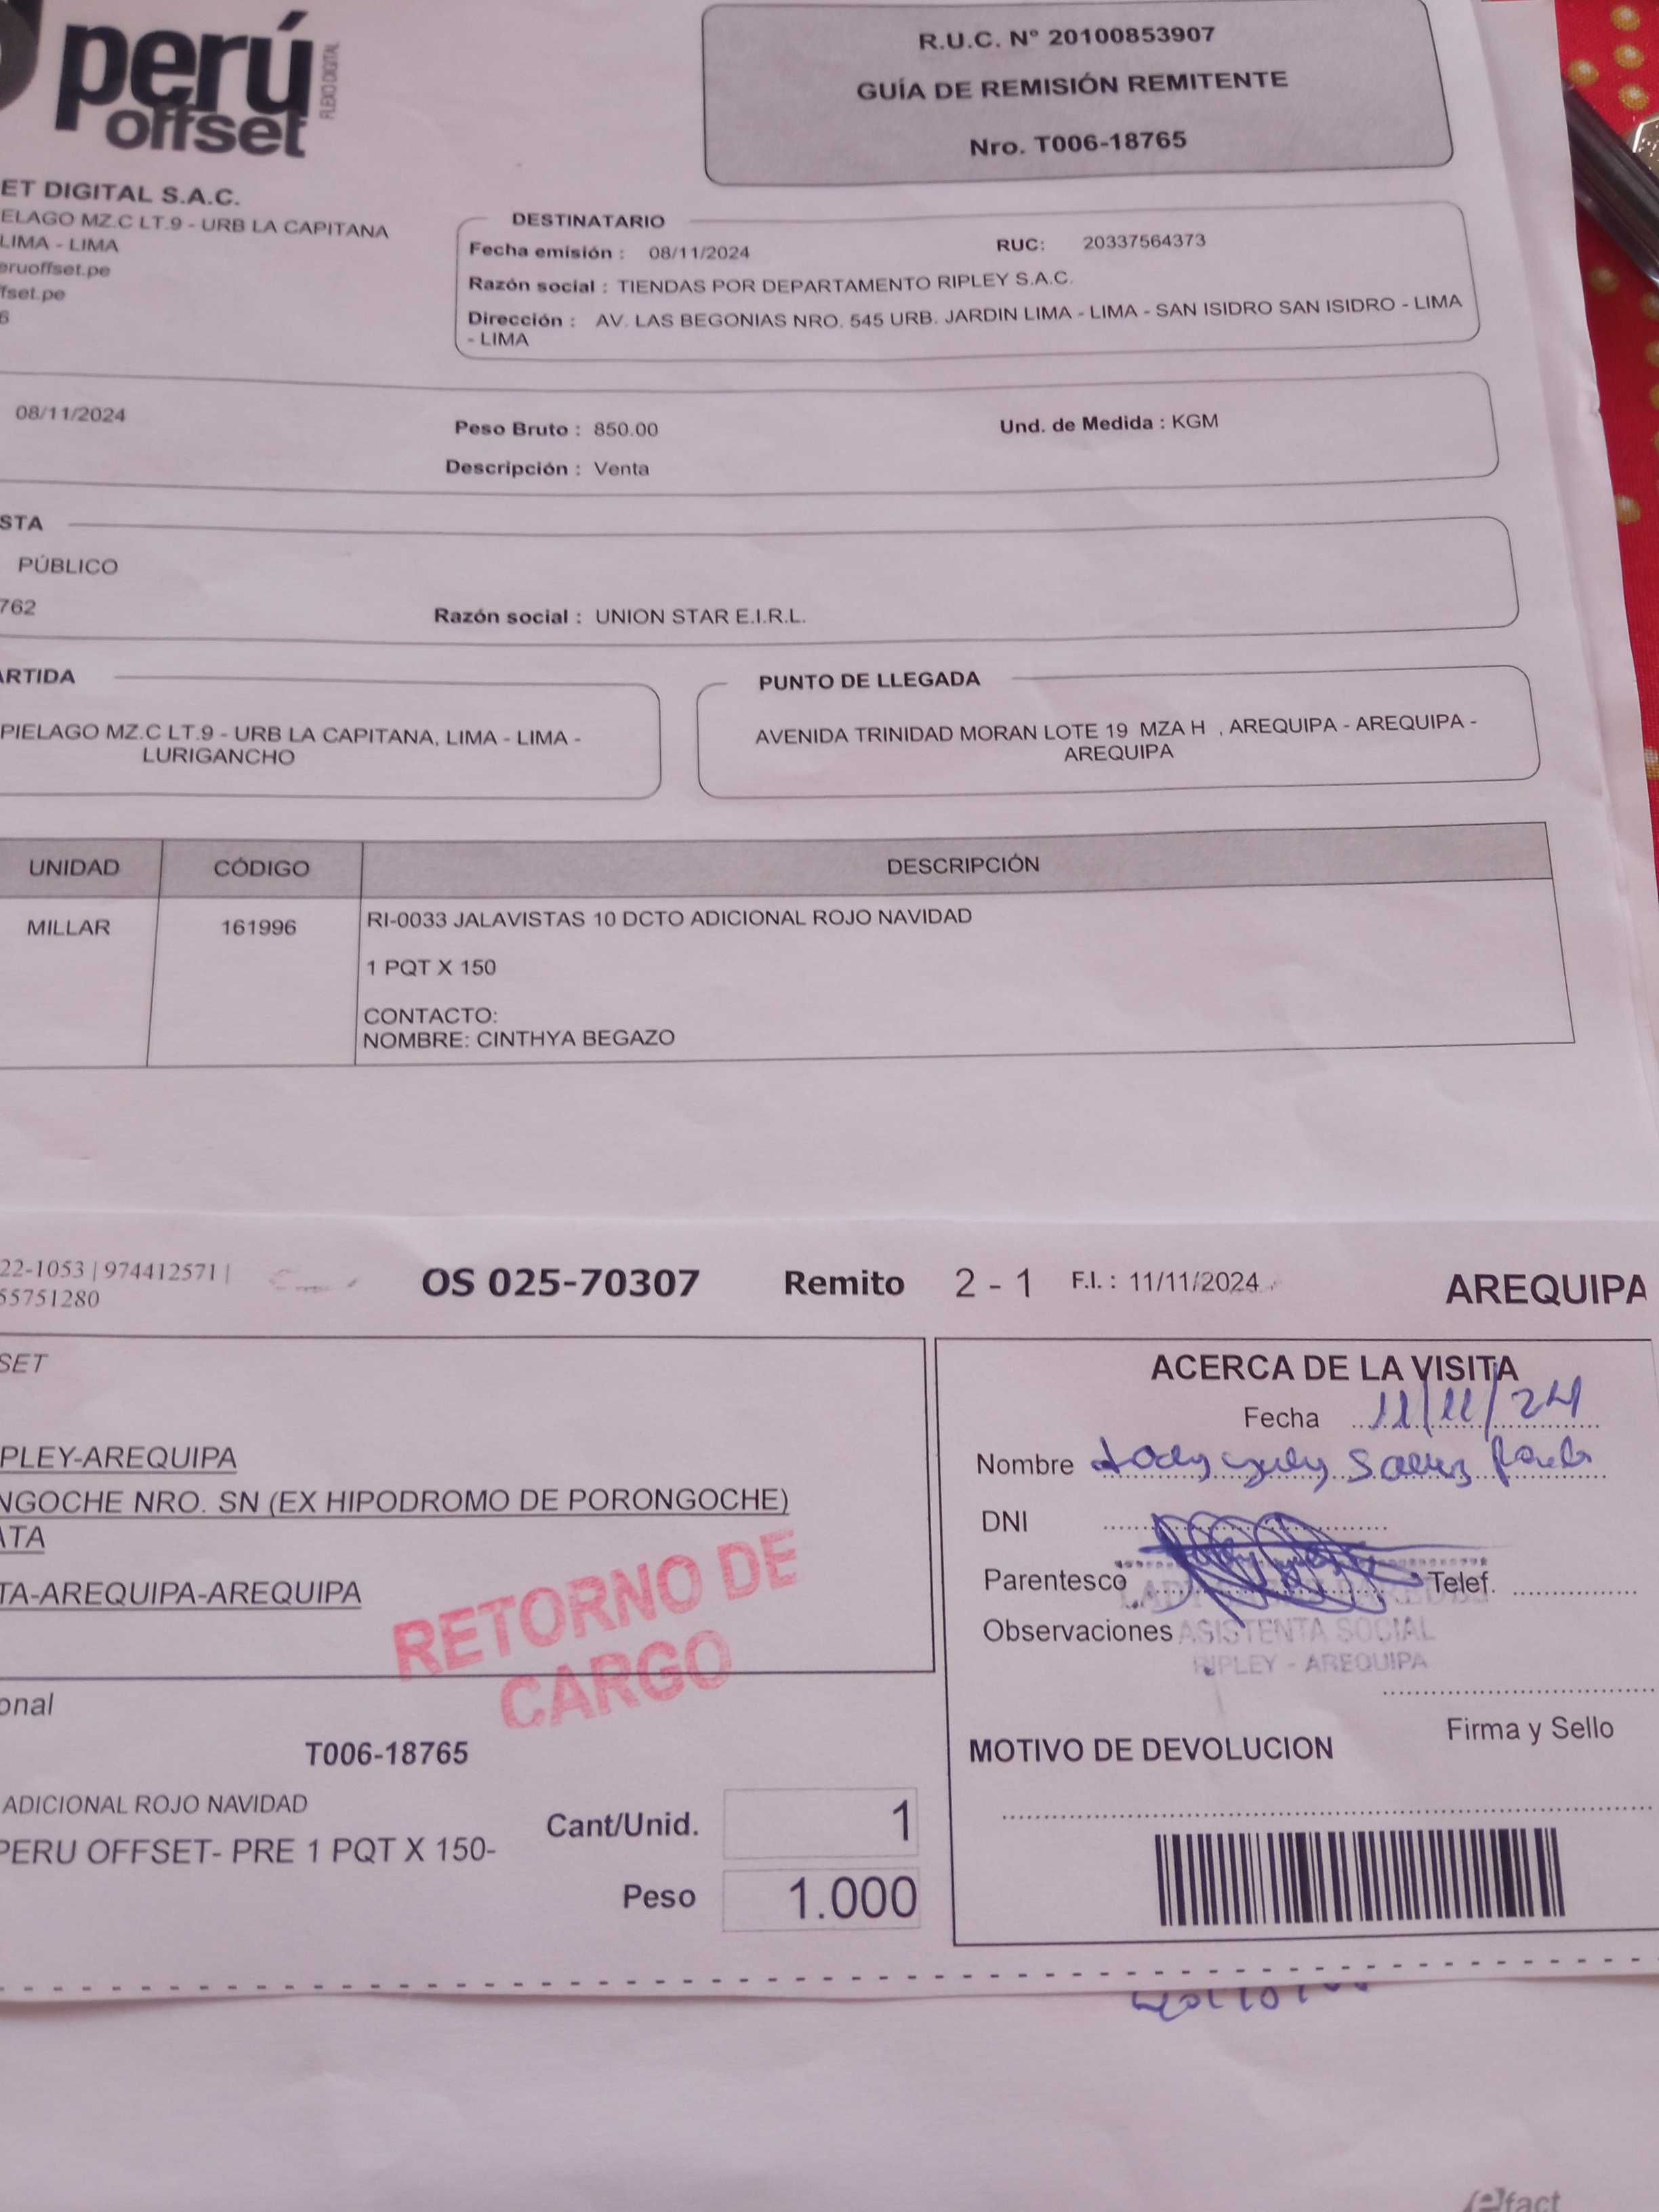 perú
offset
FLEXO DIGITAL
R.U.C. N° 20100853907
GUÍA DE REMISIÓN REMITENTE
Nro. T006-18765
ET DIGITAL S.A.C.
ELAGO MZ.C LT.9 - URB LA CAPITANA
LIMA - LIMA
eruoffset.pe
fset.pe
6
DESTINATARIO
Fecha emisión : 08/11/2024 RUC: 20337564373
Razón social : TIENDAS POR DEPARTAMENTO RIPLEY S.A.C.
Dirección : AV. LAS BEGONIAS NRO. 545 URB. JARDIN LIMA - LIMA - SAN ISIDRO SAN ISIDRO - LIMA
- LIMA
08/11/2024 Peso Bruto : 850.00 Und. de Medida : KGM
Descripción : Venta
STA
PÚBLICO
762 Razón social : UNION STAR E.I.R.L.
ARTIDA
PIELAGO MZ.C LT.9 - URB LA CAPITANA, LIMA - LIMA -
LURIGANCHO
PUNTO DE LLEGADA
AVENIDA TRINIDAD MORAN LOTE 19 MZA H , AREQUIPA - AREQUIPA -
AREQUIPA
UNIDAD CÓDIGO DESCRIPCIÓN
MILLAR 161996 RI-0033 JALAVISTAS 10 DCTO ADICIONAL ROJO NAVIDAD
1 PQT X 150
CONTACTO:
NOMBRE: CINTHYA BEGAZO
22-1053 | 974412571 |
55751280
OS 025-70307 Remito 2 - 1 F.I. : 11/11/2024 AREQUIPA
SET
PLEY-AREQUIPA
NGOCHE NRO. SN (EX HIPODROMO DE PORONGOCHE)
ATA
TA-AREQUIPA-AREQUIPA
RETORNO DE
CARGO
onal
T006-18765
ADICIONAL ROJO NAVIDAD
PERU OFFSET- PRE 1 PQT X 150-
Cant/Unid. 1
Peso 1.000
ACERCA DE LA VISITA
Fecha 11/11/24
Nombre
DNI
Parentesco Telef.
Observaciones ASISTENTA SOCIAL
RIPLEY - AREQUIPA
Firma y Sello
MOTIVO DE DEVOLUCION
efact